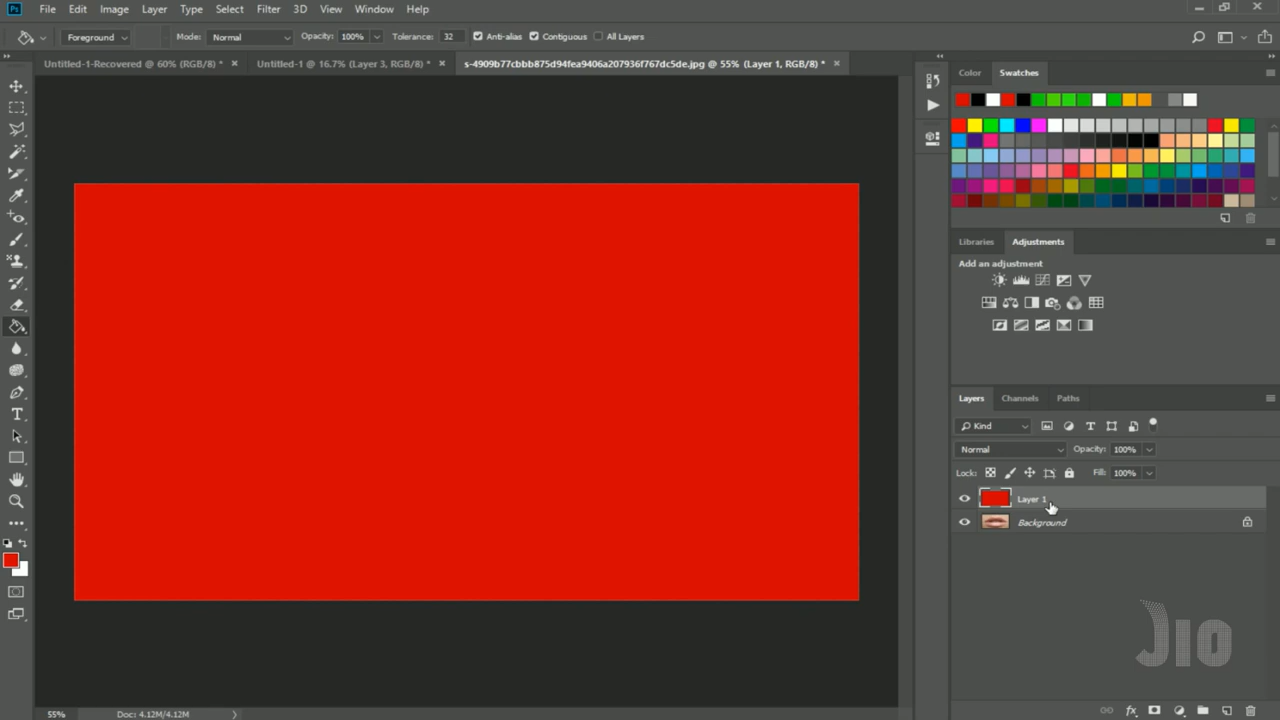 Ps File Edit Image Layer Type Select Filter 3D View Window Help
Foreground Mode: Normal Opacity: 100% Tolerance: 32 Anti-alias Contiguous All Layers
Untitled-1-Recovered @ 60% (RGB/8) * × Untitled-1 @ 16.7% (Layer 3, RGB/8) * × s-4909b77cbbb875d94fea9406a207936f767dc5de.jpg @ 55% (Layer 1, RGB/8) * ×
Color Swatches
Libraries Adjustments
Add an adjustment
Layers Channels Paths
Kind
Normal Opacity: 100%
Lock: Fill: 100%
Layer 1
Background
JIO
55% Doc: 4.12M/4.12M